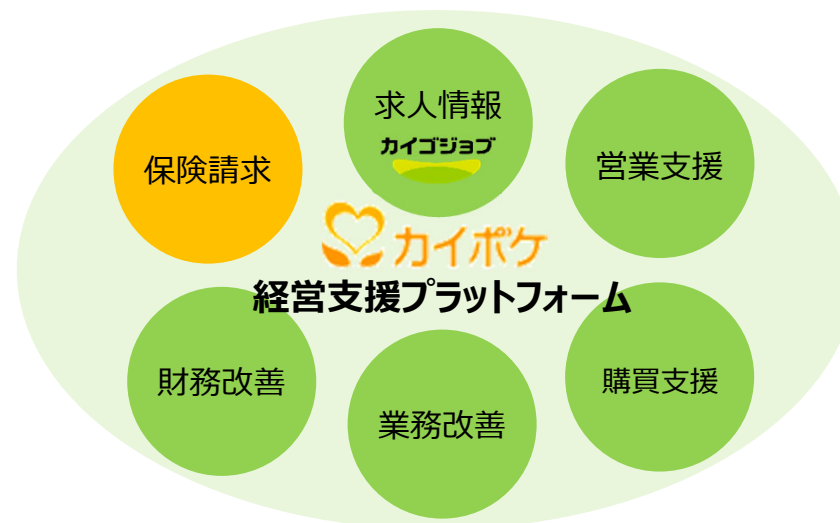 求人情報
カイゴジョブ
保険請求
営業支援
カイポケ
経営支援プラットフォーム
財務改善
業務改善
購買支援